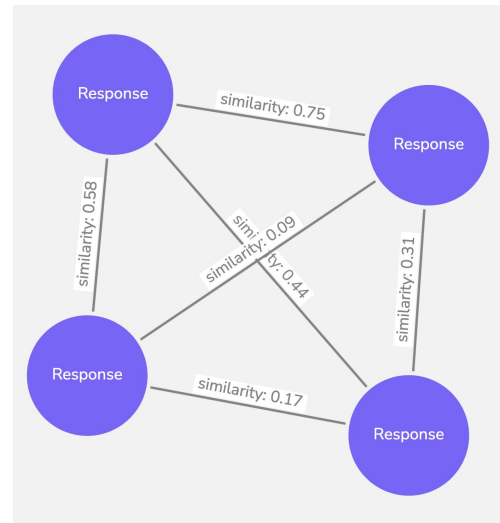 Response
similarity: 0.75
Response
similarity: 0.58
similarity: 0.09
similarity: 0.44
similarity: 0.31
Response
similarity: 0.17
Response